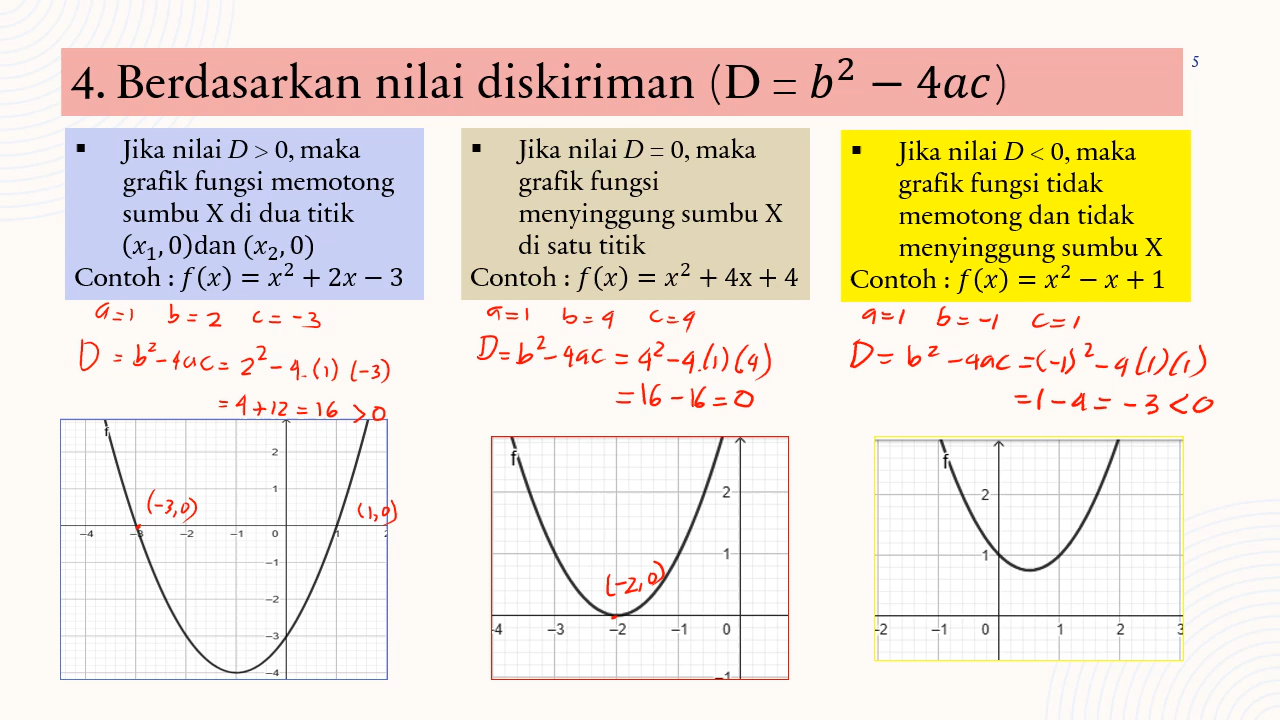 5
4. Berdasarkan nilai diskiriman (D = b² − 4ac)
▪ Jika nilai D > 0, maka
grafik fungsi memotong
sumbu X di dua titik
(x₁, 0)dan (x₂, 0)
Contoh : f(x) = x² + 2x − 3
a=1 b=2 c=-3
D = b²-4ac = 2²-4.(1)(-3)
= 4+12 = 16 >0
f
2
1
-4 -3 -2 -1 0 1 2
-1
-2
-3
-4
(-3,0)
(1,0)
▪ Jika nilai D = 0, maka
grafik fungsi
menyinggung sumbu X
di satu titik
Contoh : f(x) = x² + 4x + 4
a=1 b=4 c=4
D=b²-4ac = 4²-4.(1)(4)
= 16-16 = 0
f
2
1
(-2,0)
-4 -3 -2 -1 0
-1
▪ Jika nilai D < 0, maka
grafik fungsi tidak
memotong dan tidak
menyinggung sumbu X
Contoh : f(x) = x² − x + 1
a=1 b=-1 c=1
D = b²-4ac = (-1)²-4(1)(1)
= 1-4 = -3 <0
f
2
1
-2 -1 0 1 2 3